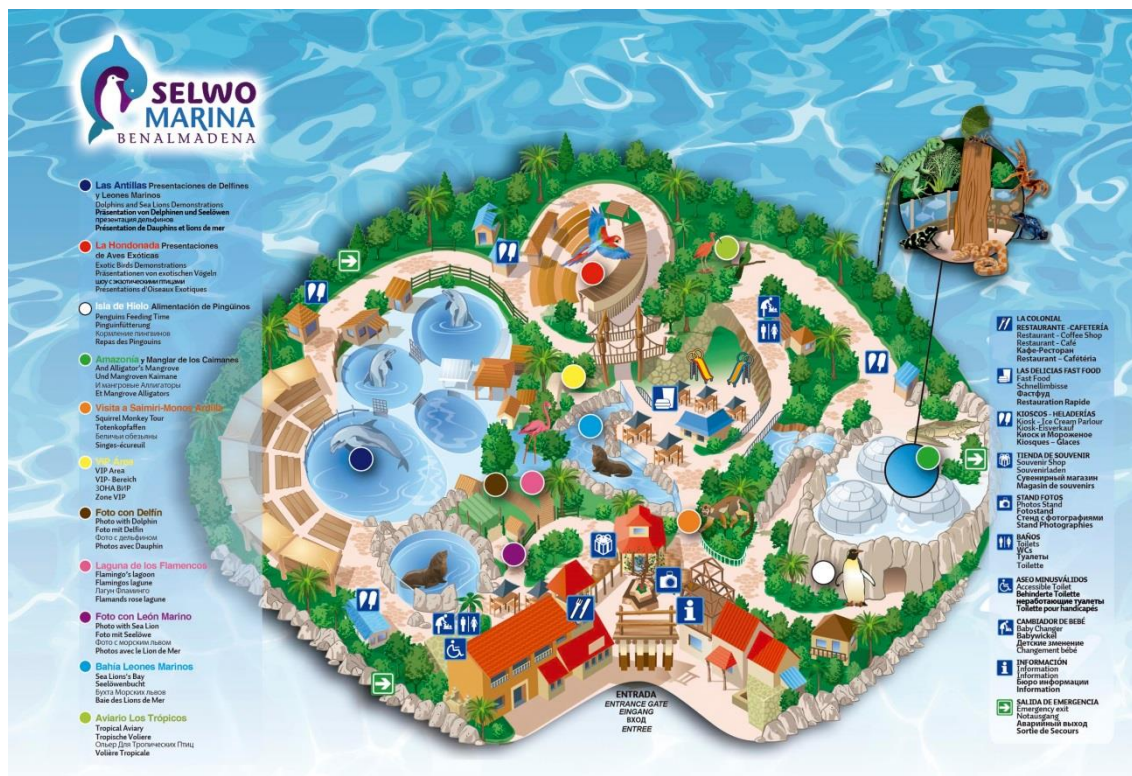 SELWO
MARINA
BENALMADENA
Las Antillas Presentaciones de Delfines
y Leones Marinos
Dolphins and Sea Lions Demonstrations
Präsentation von Delphinen und Seelöwen
презентация дельфинов
Présentation de Dauphins et lions de mer
La Hondonada Presentaciones
de Aves Exóticas
Exotic Birds Demonstrations
Präsentationen von exotischen Vögeln
шоу с экзотическими птицами
Présentations d'Oiseaux Exotiques
Isla de Hielo Alimentación de Pingüinos
Penguins Feeding Time
Pinguinfütterung
Кормление пингвинов
Repas des Pingouins
Amazonía y Manglar de los Caimanes
And Alligator's Mangrove
Und Mangroven Kaimane
И мангровые Аллигаторы
Et Mangrove Alligators
Visita a Saimiri-Monos Ardilla
Squirrel Monkey Tour
Totenkopfaffen
Беличьи обезьяны
Singes-écureuil
VIP Area
VIP Area
VIP- Bereich
ЗОНА ВИР
Zone VIP
Foto con Delfín
Photo with Dolphin
Foto mit Delfin
Фото с дельфином
Photos avec Dauphin
Laguna de los Flamencos
Flamingo's lagoon
Flamingos lagune
Лагун Фламинго
Flamands rose lagune
Foto con León Marino
Photo with Sea Lion
Foto mit Seelöwe
Фото с морским львом
Photos avec le Lion de Mer
Bahía Leones Marinos
Sea Lions's Bay
Seelöwenbucht
Бухта Морских львов
Baie des Lions de Mer
Aviario Los Trópicos
Tropical Aviary
Tropische Voliere
Ольер Для Тропических Птиц
Volière Tropicale
ENTRADA
ENTRANCE GATE
EINGANG
ВХОД
ENTREE
LA COLONIAL
RESTAURANTE -CAFETERÍA
Restaurant - Coffee Shop
Restaurant - Café
Кафе-Ресторан
Restaurant – Cafétéria
LAS DELICIAS FAST FOOD
Fast Food
Schnellimbisse
Фастфуд
Restauration Rapide
KIOSCOS - HELADERÍAS
Kiosk - Ice Cream Parlour
Kiosk-Eisverkauf
Киоск и Мороженое
Kiosques – Glaces
TIENDA DE SOUVENIR
Souvenir Shop
Souvenirladen
Сувенирный магазин
Magasin de souvenirs
STAND FOTOS
Photos Stand
Fotostand
Стенд с фотографиями
Stand Photographies
BAÑOS
Toilets
WCs
Туалеты
Toilette
ASEO MINUSVÁLIDOS
Accessible Toilet
Behinderte Toilette
неработающие туалеты
Toilette pour handicapés
CAMBIADOR DE BEBÉ
Baby Changer
Babywickel
Детские зменение
Changement bébé
INFORMACIÓN
Information
Information
Бюро информации
Information
SALIDA DE EMERGENCIA
Emergency exit
Notausgang
Аварийный выход
Sortie de Secours